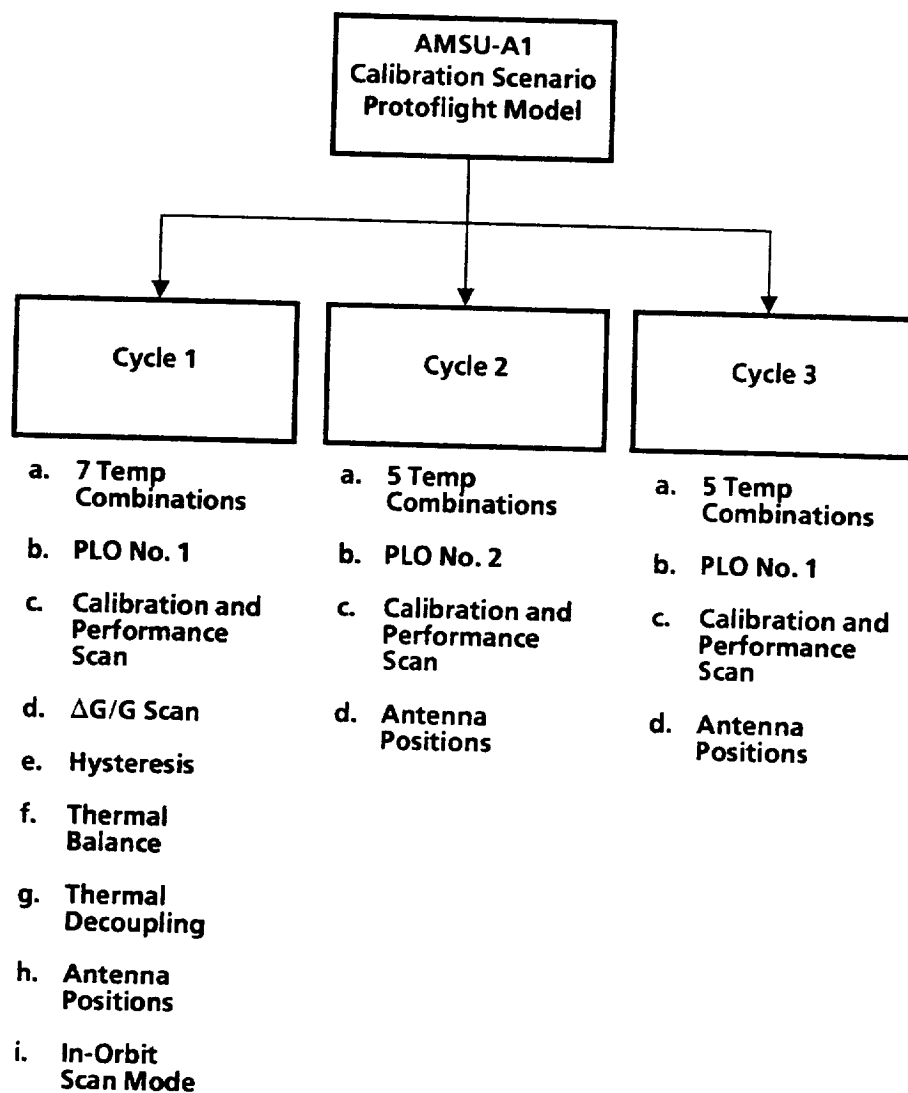 AMSU-A1
Calibration Scenario
Protoflight Model
Cycle 1
a. 7 Temp
Combinations
b. PLO No. 1
c. Calibration and
Performance
Scan
d. ΔG/G Scan
e. Hysteresis
f. Thermal
Balance
g. Thermal
Decoupling
h. Antenna
Positions
i. In-Orbit
Scan Mode
Cycle 2
a. 5 Temp
Combinations
b. PLO No. 2
c. Calibration and
Performance
Scan
d. Antenna
Positions
Cycle 3
a. 5 Temp
Combinations
b. PLO No. 1
c. Calibration and
Performance
Scan
d. Antenna
Positions